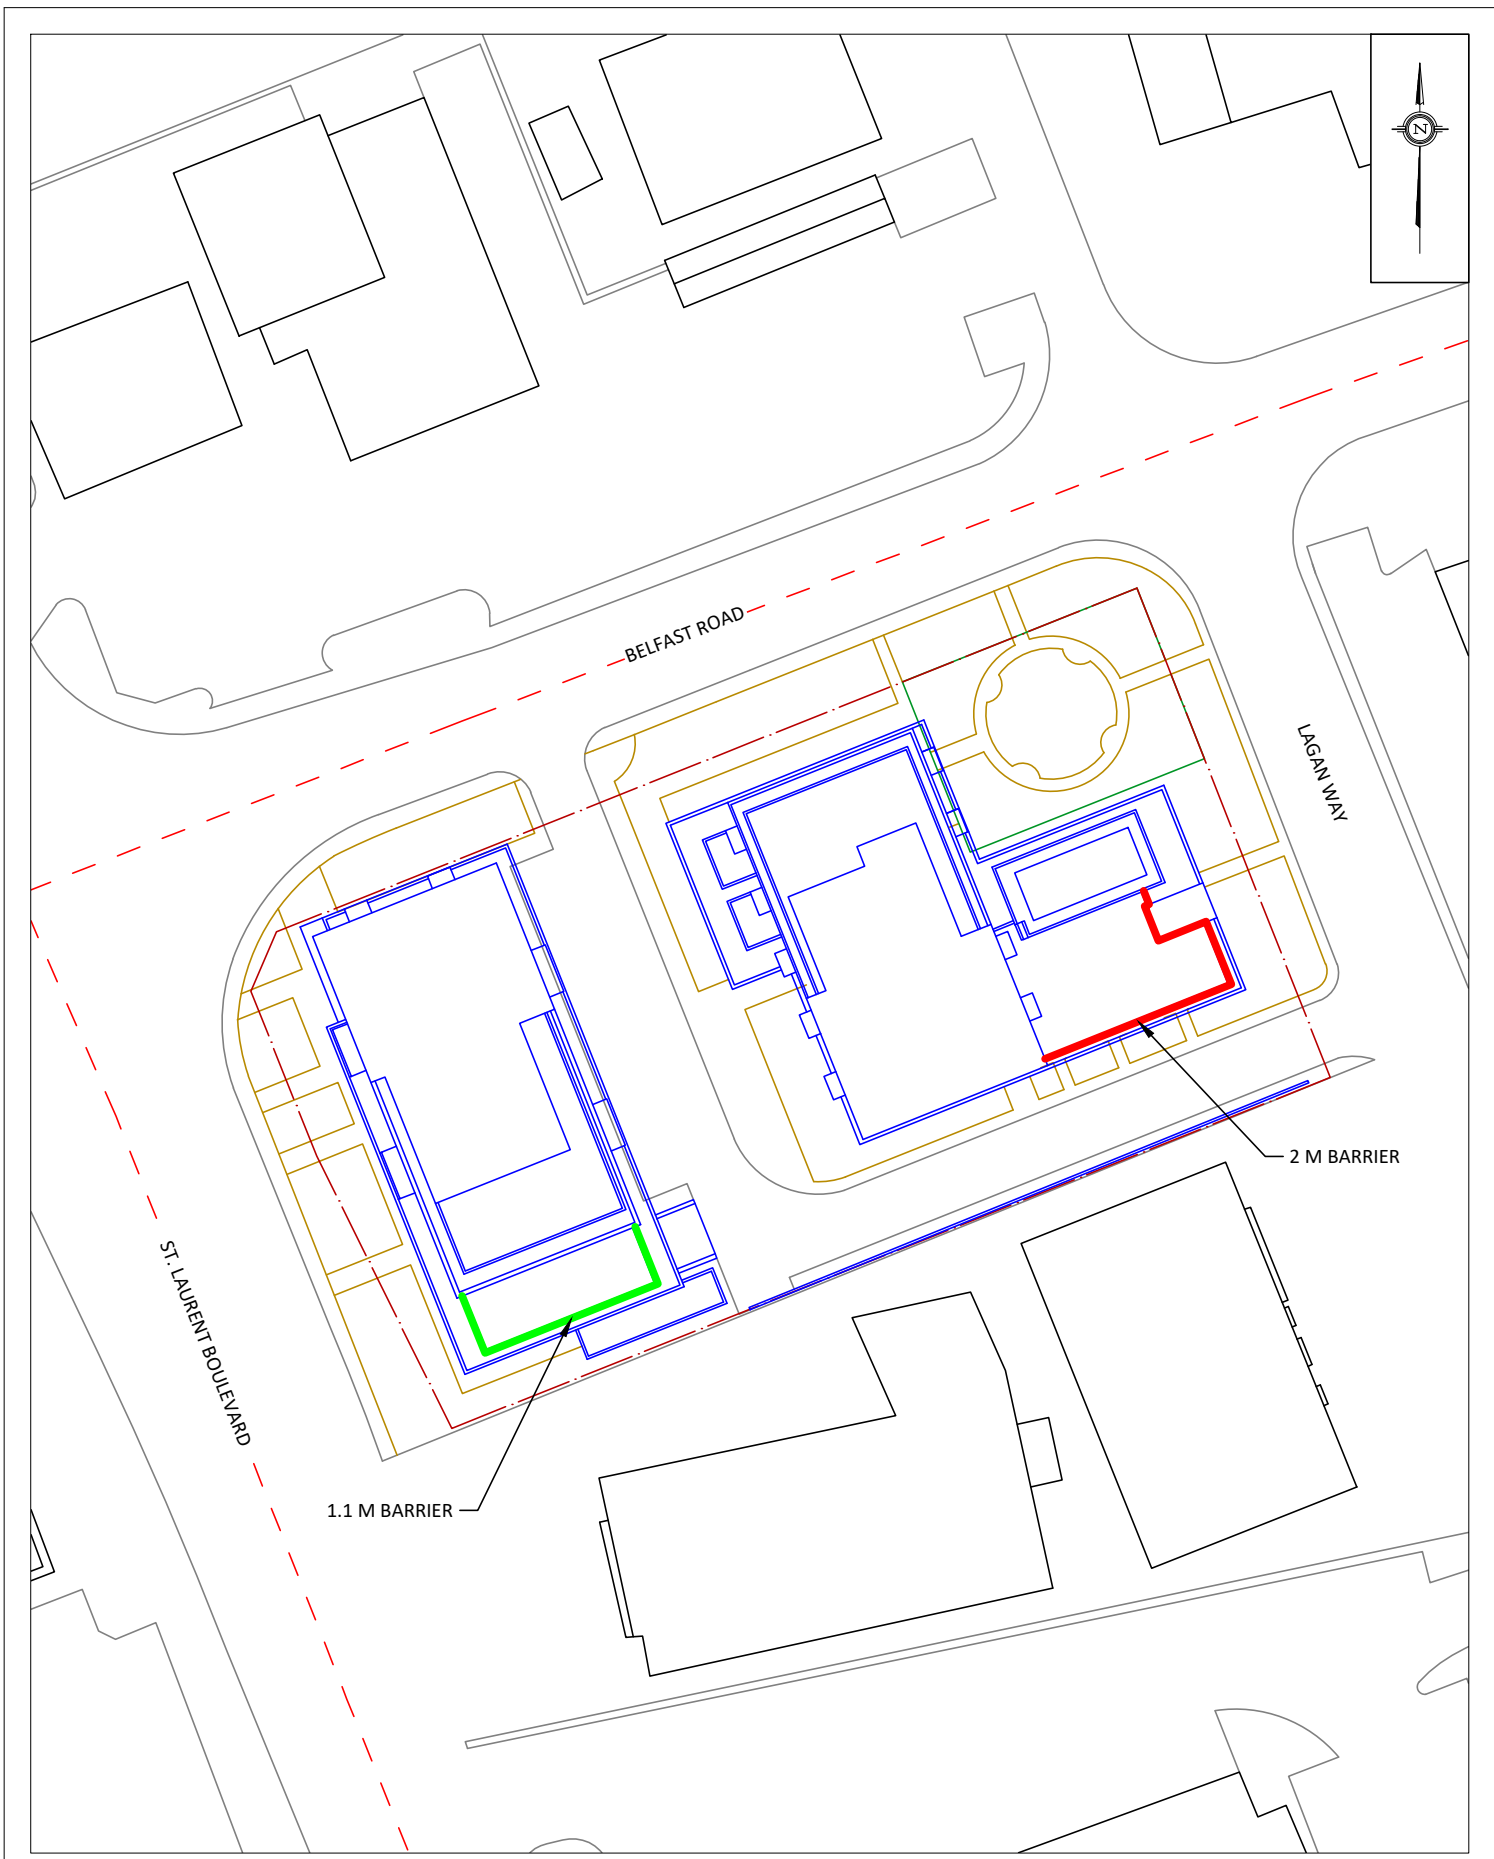 N
BELFAST ROAD
LAGAN WAY
2 M BARRIER
ST. LAURENT BOULEVARD
1.1 M BARRIER